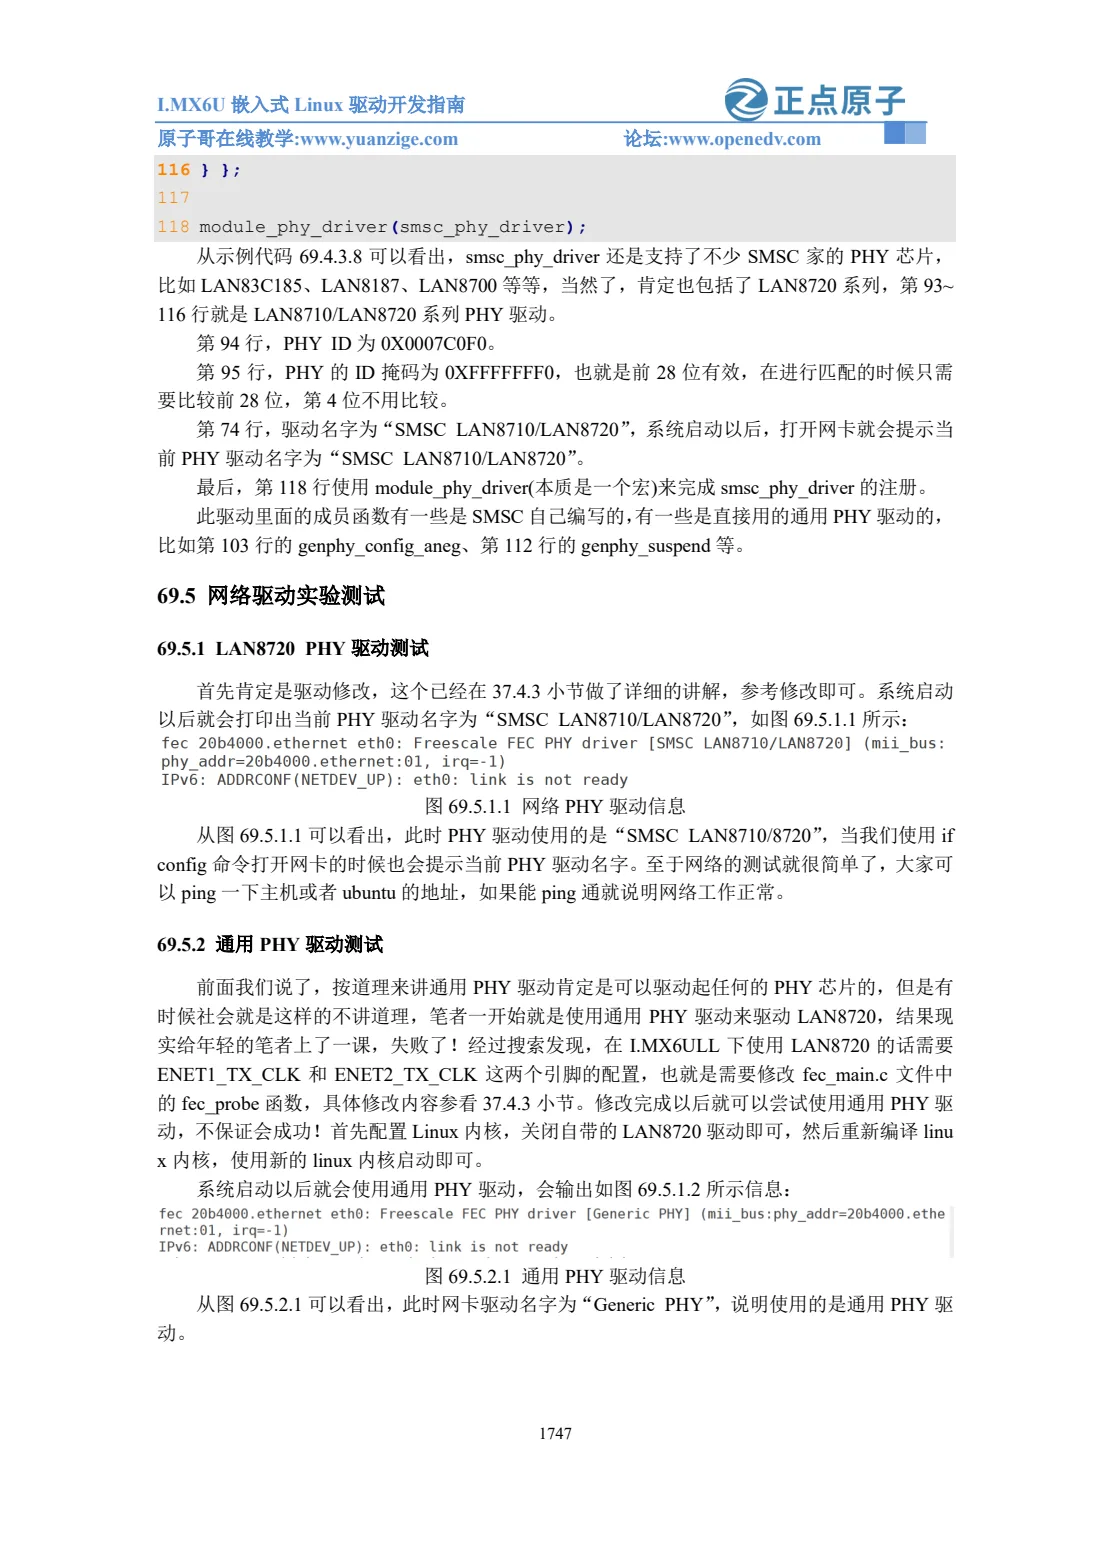 I.MX6U 嵌入式 Linux 驱动开发指南
正点原子
原子哥在线教学:www.yuanzige.com 论坛:www.openedv.com
116 } };
117
118 module_phy_driver(smsc_phy_driver);
从示例代码 69.4.3.8 可以看出，smsc_phy_driver 还是支持了不少 SMSC 家的 PHY 芯片，
比如 LAN83C185、LAN8187、LAN8700 等等，当然了，肯定也包括了 LAN8720 系列，第 93~
116 行就是 LAN8710/LAN8720 系列 PHY 驱动。
第 94 行，PHY ID 为 0X0007C0F0。
第 95 行，PHY 的 ID 掩码为 0XFFFFFFF0，也就是前 28 位有效，在进行匹配的时候只需
要比较前 28 位，第 4 位不用比较。
第 74 行，驱动名字为“SMSC LAN8710/LAN8720”，系统启动以后，打开网卡就会提示当
前 PHY 驱动名字为“SMSC LAN8710/LAN8720”。
最后，第 118 行使用 module_phy_driver(本质是一个宏)来完成 smsc_phy_driver 的注册。
此驱动里面的成员函数有一些是 SMSC 自己编写的，有一些是直接用的通用 PHY 驱动的，
比如第 103 行的 genphy_config_aneg、第 112 行的 genphy_suspend 等。
69.5 网络驱动实验测试
69.5.1 LAN8720 PHY 驱动测试
首先肯定是驱动修改，这个已经在 37.4.3 小节做了详细的讲解，参考修改即可。系统启动
以后就会打印出当前 PHY 驱动名字为“SMSC LAN8710/LAN8720”，如图 69.5.1.1 所示：
fec 20b4000.ethernet eth0: Freescale FEC PHY driver [SMSC LAN8710/LAN8720] (mii_bus:
phy_addr=20b4000.ethernet:01, irq=-1)
IPv6: ADDRCONF(NETDEV_UP): eth0: link is not ready
图 69.5.1.1 网络 PHY 驱动信息
从图 69.5.1.1 可以看出，此时 PHY 驱动使用的是“SMSC LAN8710/8720”，当我们使用 if
config 命令打开网卡的时候也会提示当前 PHY 驱动名字。至于网络的测试就很简单了，大家可
以 ping 一下主机或者 ubuntu 的地址，如果能 ping 通就说明网络工作正常。
69.5.2 通用 PHY 驱动测试
前面我们说了，按道理来讲通用 PHY 驱动肯定是可以驱动起任何的 PHY 芯片的，但是有
时候社会就是这样的不讲道理，笔者一开始就是使用通用 PHY 驱动来驱动 LAN8720，结果现
实给年轻的笔者上了一课，失败了！经过搜索发现，在 I.MX6ULL 下使用 LAN8720 的话需要
ENET1_TX_CLK 和 ENET2_TX_CLK 这两个引脚的配置，也就是需要修改 fec_main.c 文件中
的 fec_probe 函数，具体修改内容参看 37.4.3 小节。修改完成以后就可以尝试使用通用 PHY 驱
动，不保证会成功！首先配置 Linux 内核，关闭自带的 LAN8720 驱动即可，然后重新编译 linu
x 内核，使用新的 linux 内核启动即可。
系统启动以后就会使用通用 PHY 驱动，会输出如图 69.5.1.2 所示信息：
fec 20b4000.ethernet eth0: Freescale FEC PHY driver [Generic PHY] (mii_bus:phy_addr=20b4000.ethe
rnet:01, irq=-1)
IPv6: ADDRCONF(NETDEV_UP): eth0: link is not ready
图 69.5.2.1 通用 PHY 驱动信息
从图 69.5.2.1 可以看出，此时网卡驱动名字为“Generic PHY”，说明使用的是通用 PHY 驱
动。
1747